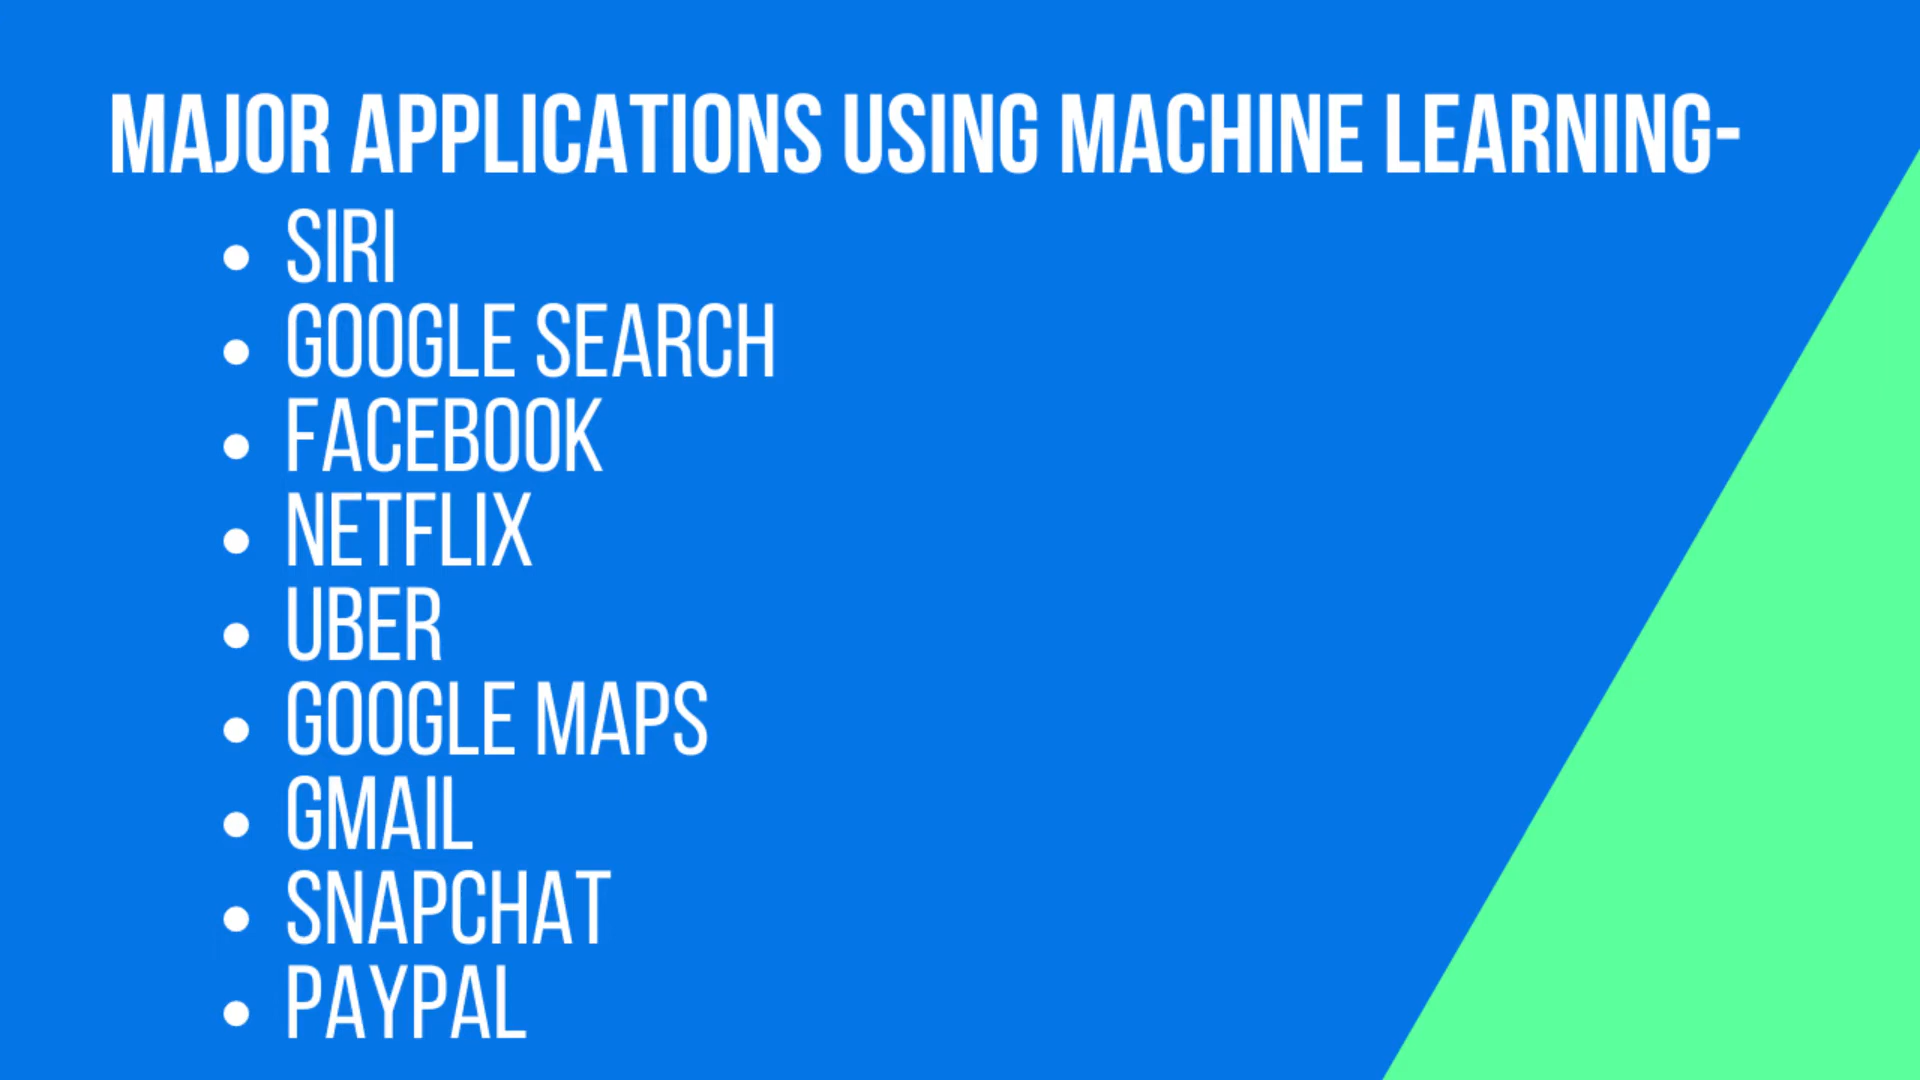 MAJOR APPLICATIONS USING MACHINE LEARNING-
• SIRI
• GOOGLE SEARCH
• FACEBOOK
• NETFLIX
• UBER
• GOOGLE MAPS
• GMAIL
• SNAPCHAT
• PAYPAL